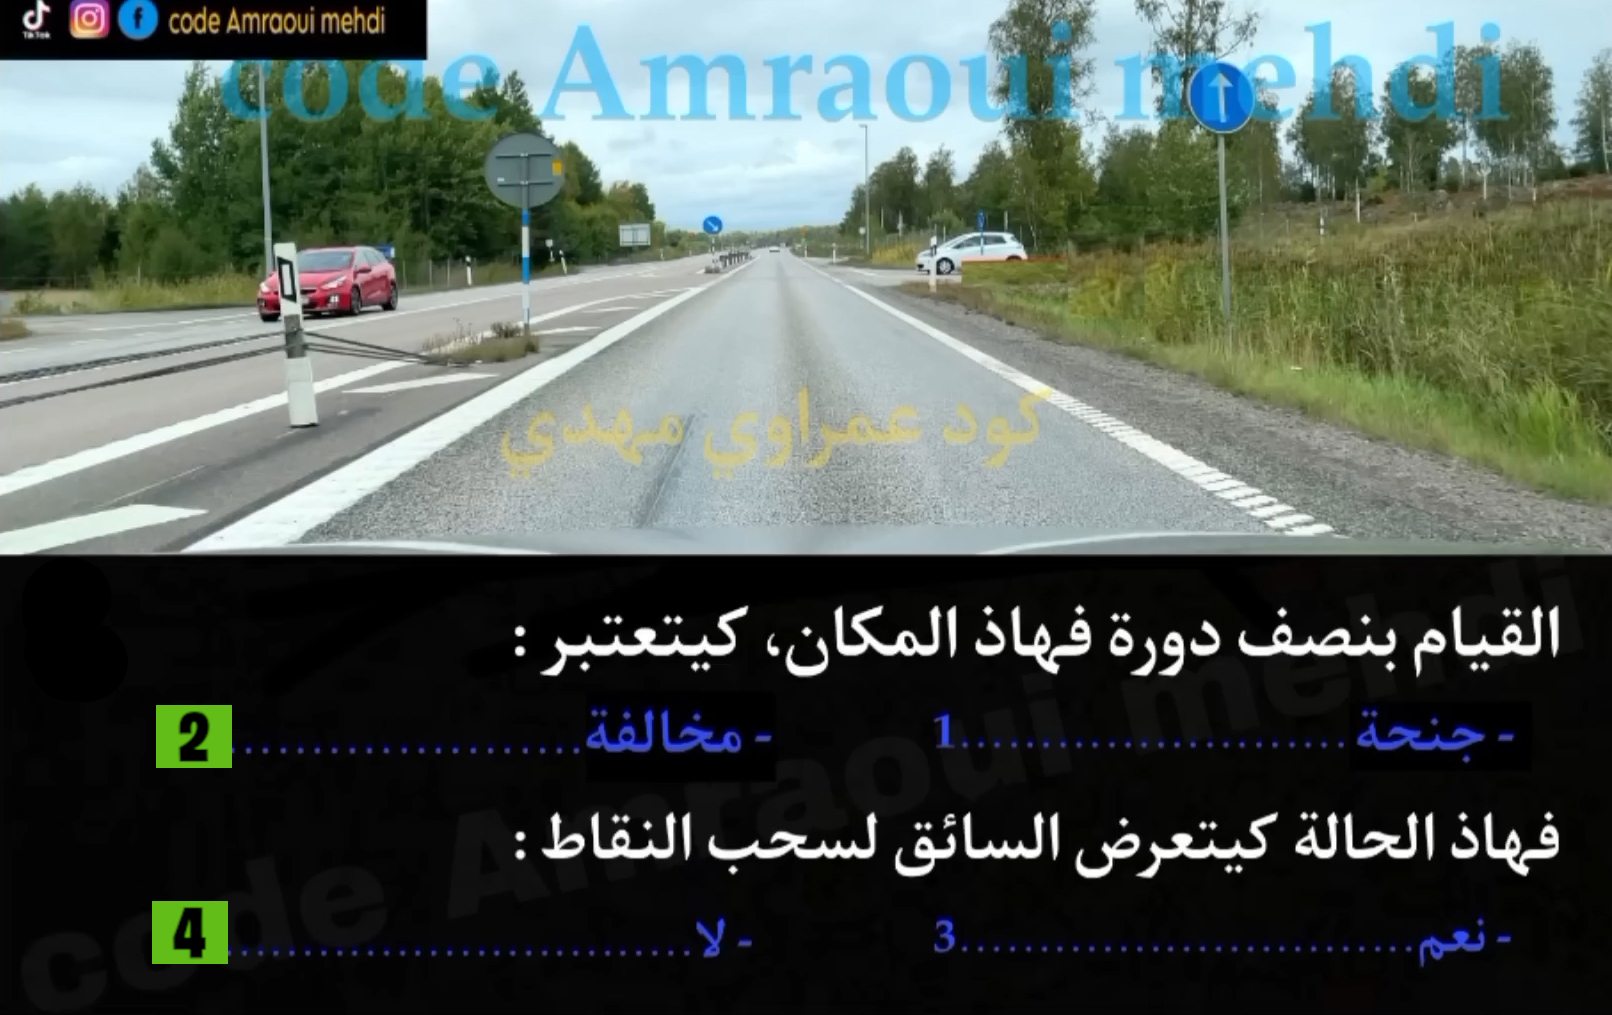 TikTok code Amraoui mehdi
code Amraoui mehdi
كود عمراوي مهدي
القيام بنصف دورة فهاذ المكان، كيتعتبر :
- جنحة.......................1 - مخالفة.....................2
فهاذ الحالة كيتعرض السائق لسحب النقاط :
- نعم...........................3 - لا............................4
code Amraoui mehdi